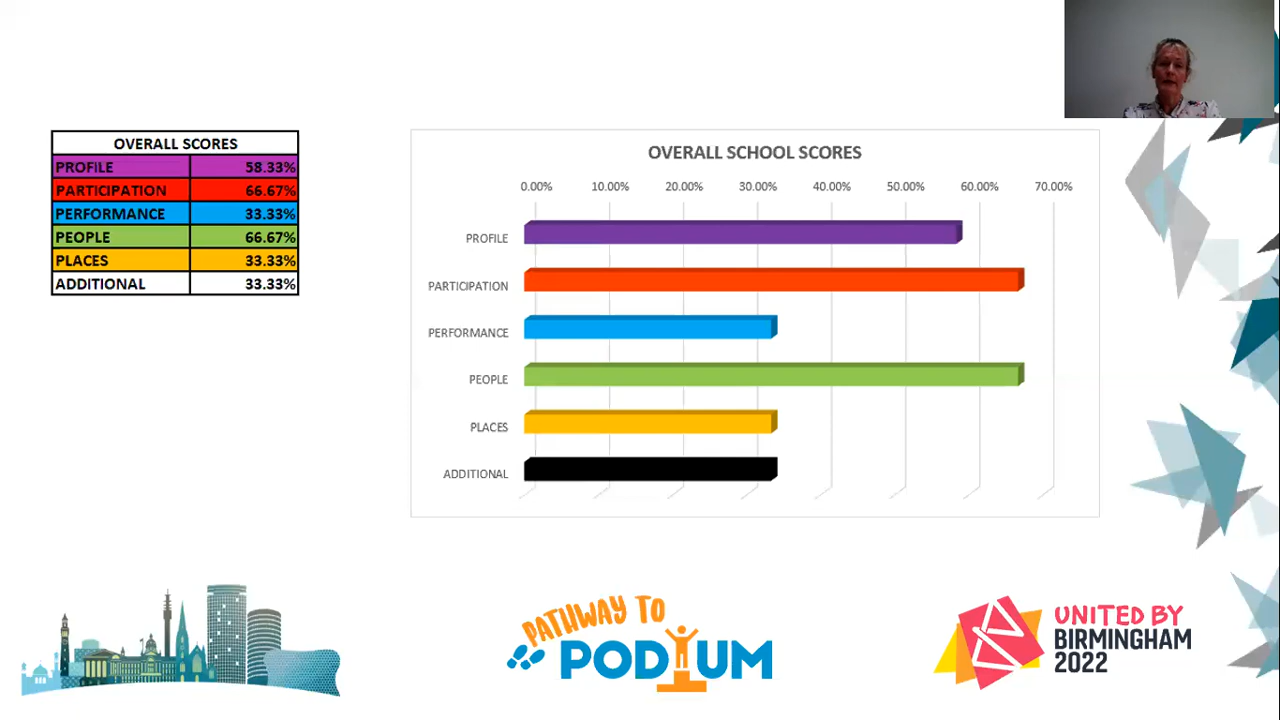 OVERALL SCORES
PROFILE 58.33%
PARTICIPATION 66.67%
PERFORMANCE 33.33%
PEOPLE 66.67%
PLACES 33.33%
ADDITIONAL 33.33%
OVERALL SCHOOL SCORES
0.00% 10.00% 20.00% 30.00% 40.00% 50.00% 60.00% 70.00%
PROFILE
PARTICIPATION
PERFORMANCE
PEOPLE
PLACES
ADDITIONAL
PATHWAY TO
PODIUM
UNITED BY
BIRMINGHAM
2022